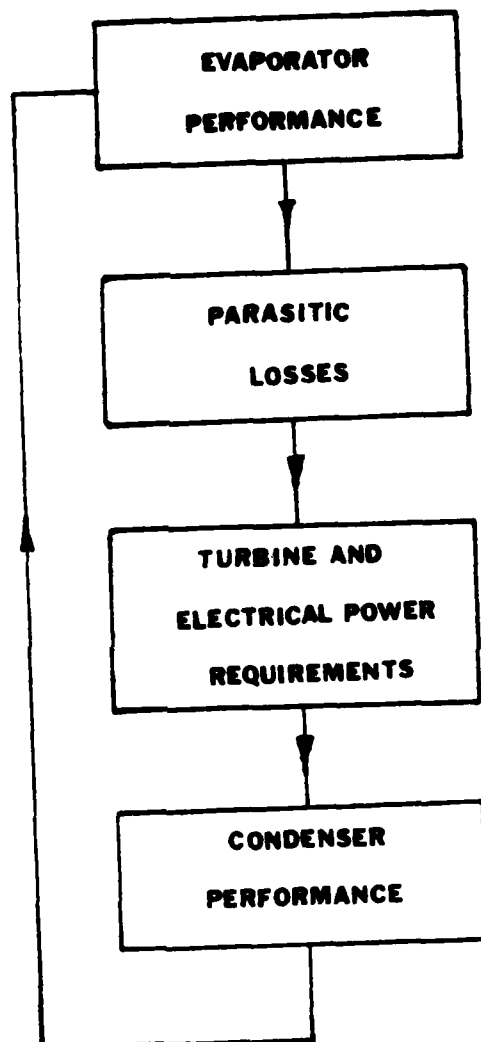 EVAPORATOR
PERFORMANCE
PARASITIC
LOSSES
TURBINE AND
ELECTRICAL POWER
REQUIREMENTS
CONDENSER
PERFORMANCE